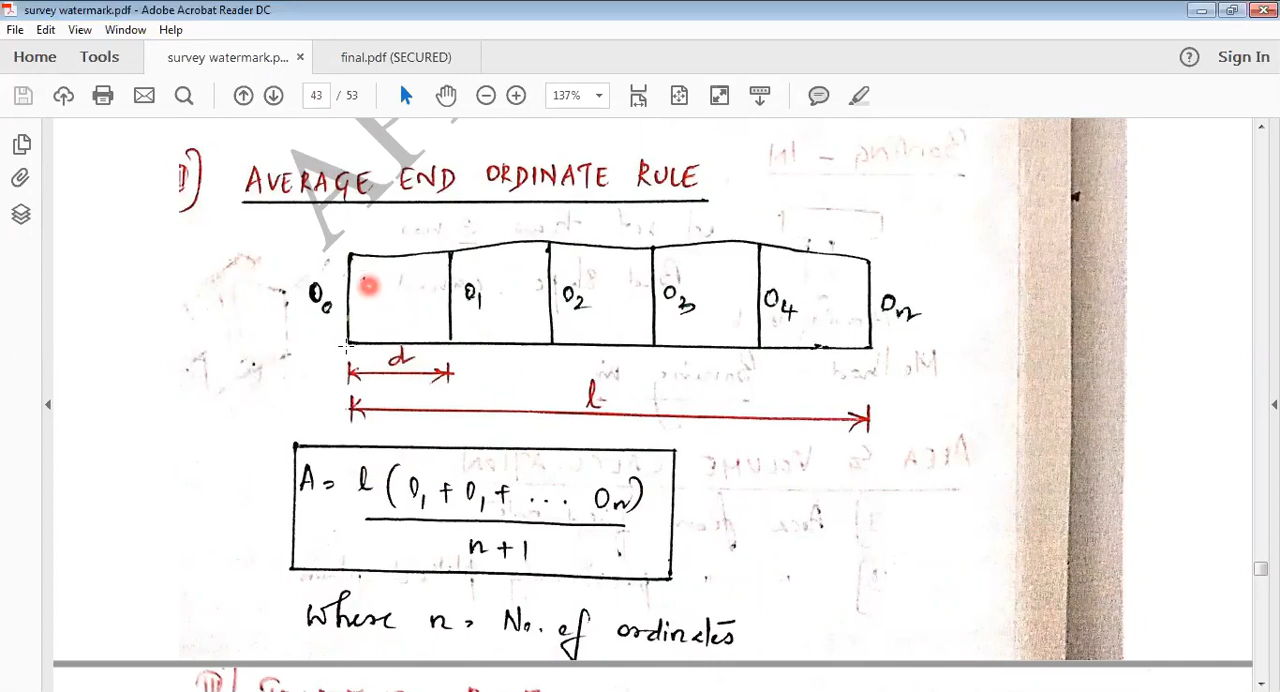 survey watermark.pdf - Adobe Acrobat Reader DC
File Edit View Window Help
Home Tools survey watermark.p... × final.pdf (SECURED) ? Sign In
43 / 53 137%
II) AVERAGE END ORDINATE RULE
O₀ O₁ O₂ O₃ O₄ Oₙ
d
l
A = l (O₁ + O₁ + ... Oₙ)
n + 1
Where n = No. of ordinates